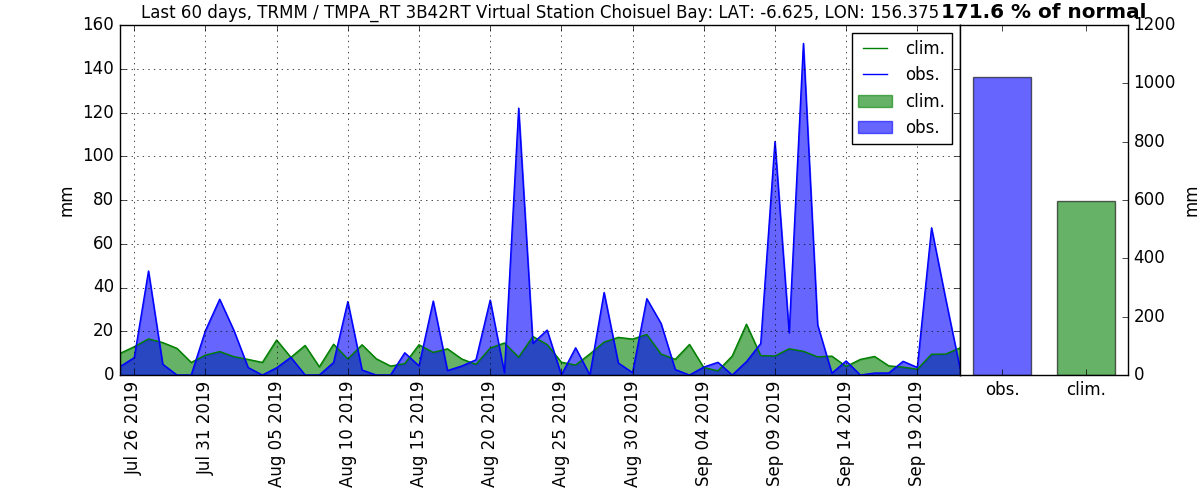 Last 60 days, TRMM / TMPA_RT 3B42RT Virtual Station Choisuel Bay: LAT: -6.625, LON: 156.375
171.6 % of normal
160
140
120
100
80
60
40
20
0
mm
clim.
obs.
clim.
obs.
1200
1000
800
600
400
200
0
mm
Jul 26 2019
Jul 31 2019
Aug 05 2019
Aug 10 2019
Aug 15 2019
Aug 20 2019
Aug 25 2019
Aug 30 2019
Sep 04 2019
Sep 09 2019
Sep 14 2019
Sep 19 2019
obs.
clim.